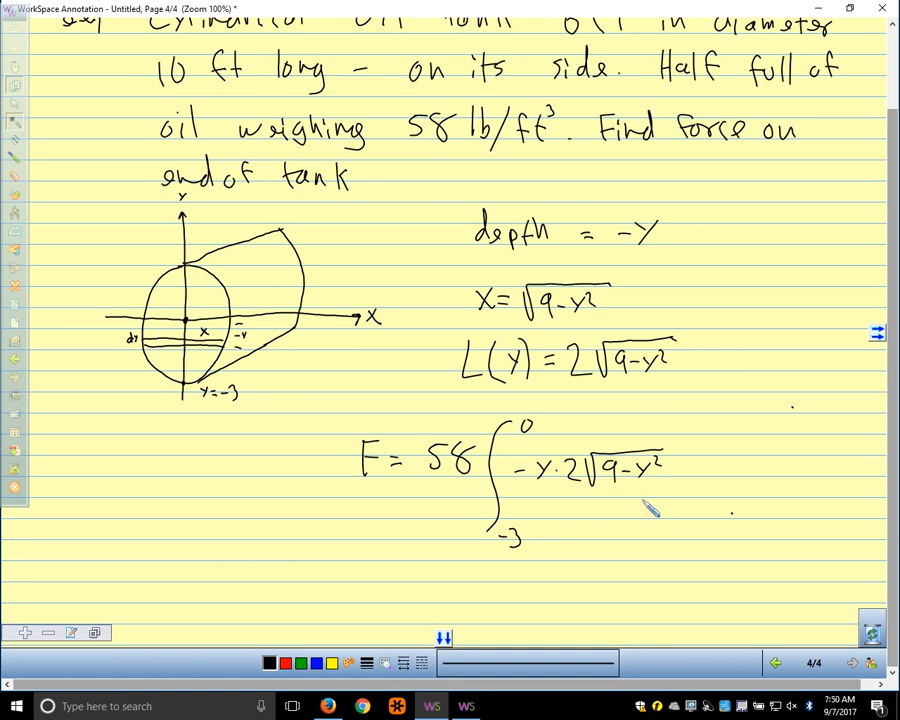 WorkSpace Annotation - Untitled, Page 4/4 (Zoom 100%) *
Cylindrical oil tank 6ft in diameter
10 ft long - on its side. Half full of
oil weighing 58 lb/ft³. Find force on
end of tank
Y
depth = -y
x = √9-y²
L(y) = 2√9-y²
X
dy
x
-y
y=-3
F = 58 ∫ -y·2√9-y²
0
-3
4/4
Type here to search
WS
WS
7:50 AM
9/7/2017